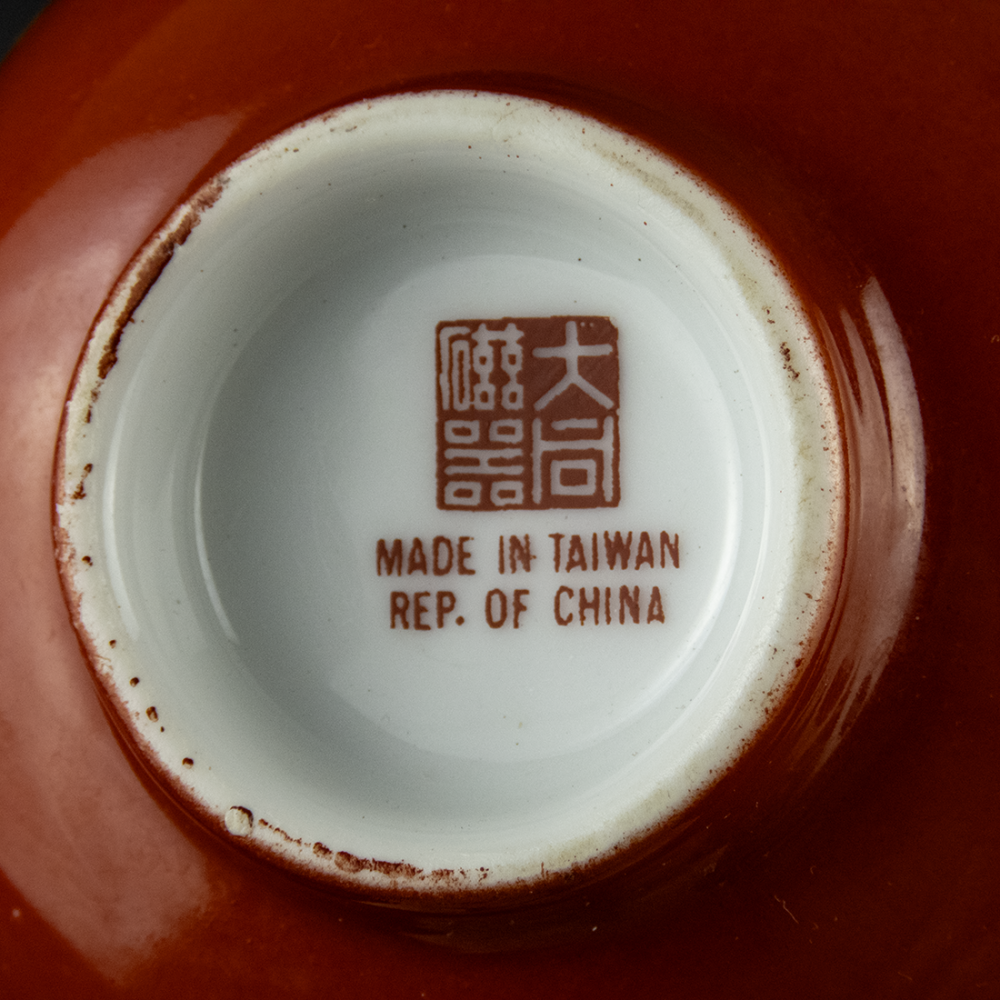 大同
磁器
MADE IN TAIWAN
REP. OF CHINA